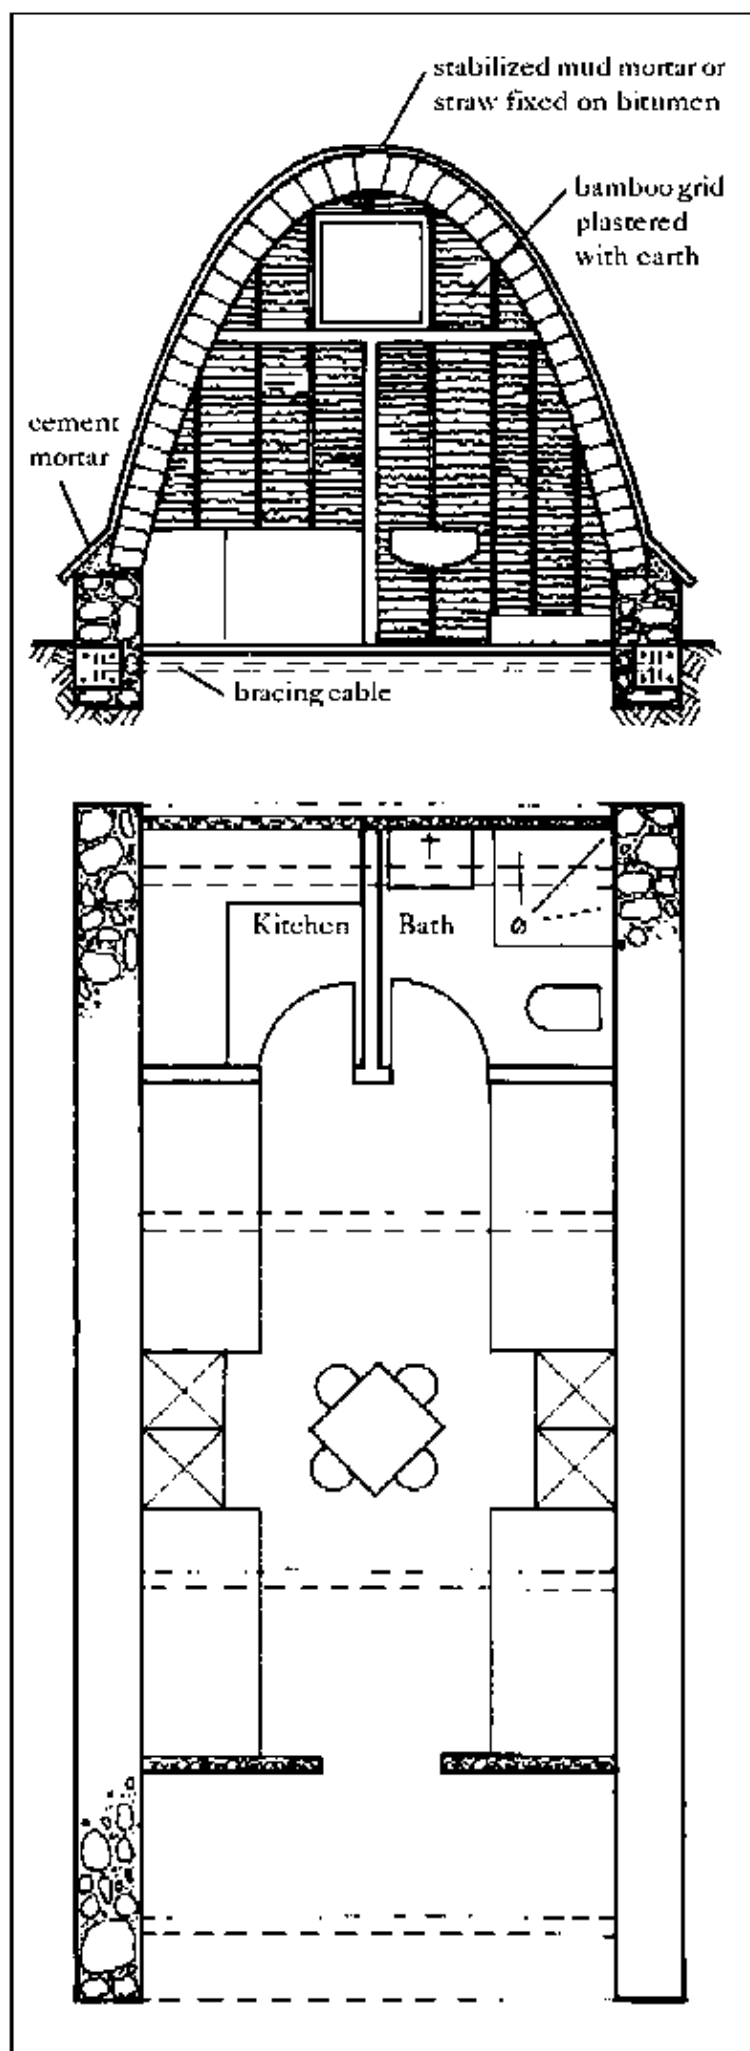 stabilized mud mortar or
straw fixed on bitumen
bamboo grid
plastered
with earth
cement
mortar
bracing cable
Kitchen
Bath